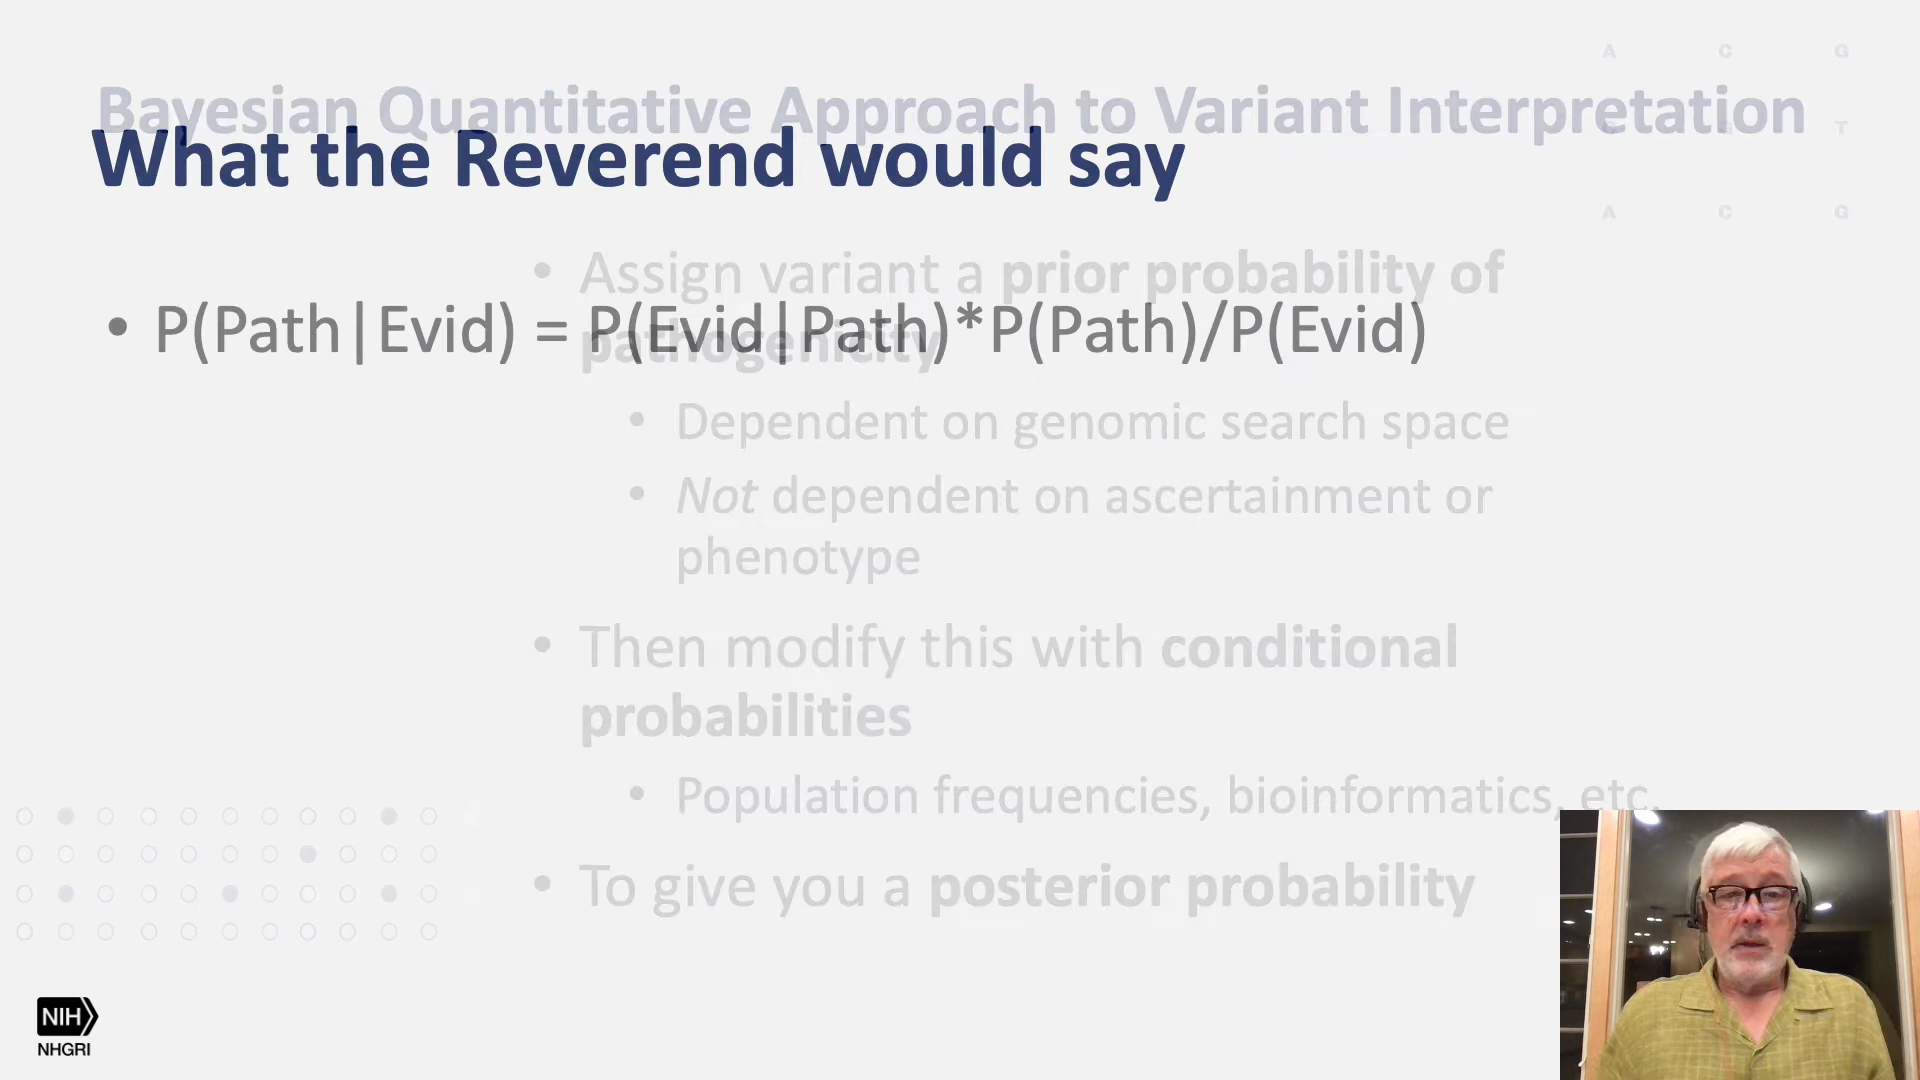 A C G
Bayesian Quantitative Approach to Variant Interpretation
T
What the Reverend would say
A C G
• Assign variant a prior probability of
pathogenicity
• P(Path|Evid) = P(Evid|Path)*P(Path)/P(Evid)
• Dependent on genomic search space
• Not dependent on ascertainment or
phenotype
• Then modify this with conditional
probabilities
• Population frequencies, bioinformatics, etc.
• To give you a posterior probability
NIH
NHGRI